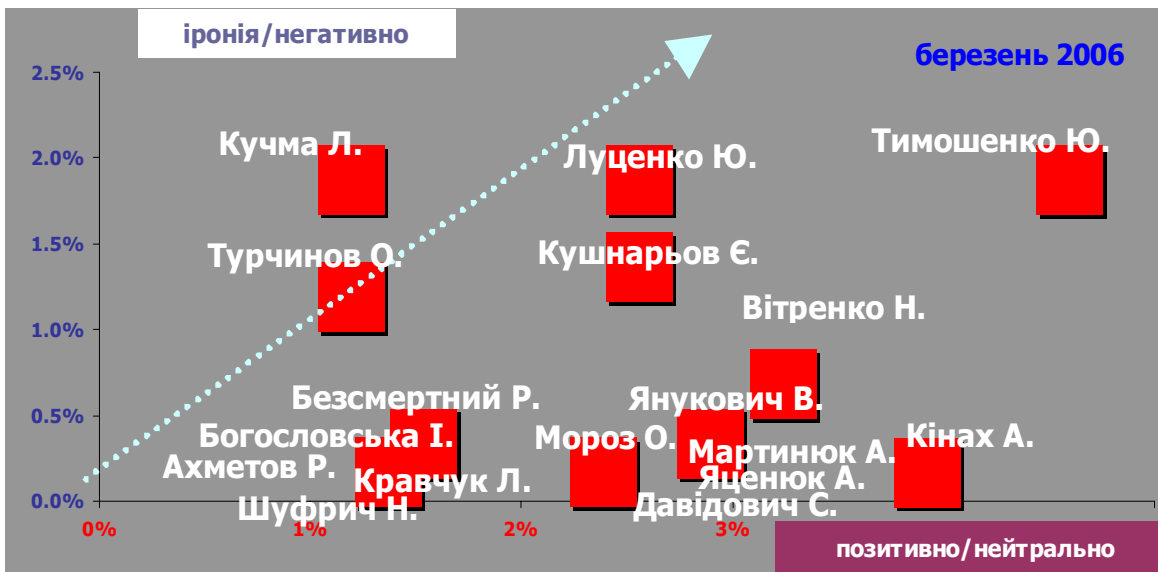 іронія/негативно
березень 2006
2.5%
Кучма Л.
Луценко Ю.
Тимошенко Ю.
2.0%
Турчинов О.
Кушнарьов Є.
1.5%
Вітренко Н.
1.0%
Безсмертний Р.
Янукович В.
0.5%
Богословська І.
Мороз О.
Мартинюк А.
Кінах А.
Ахметов Р.
Кравчук Л.
Яценюк А.
0.0%
Шуфрич Н.
Давідович С.
0%
1%
2%
3%
позитивно/нейтрально